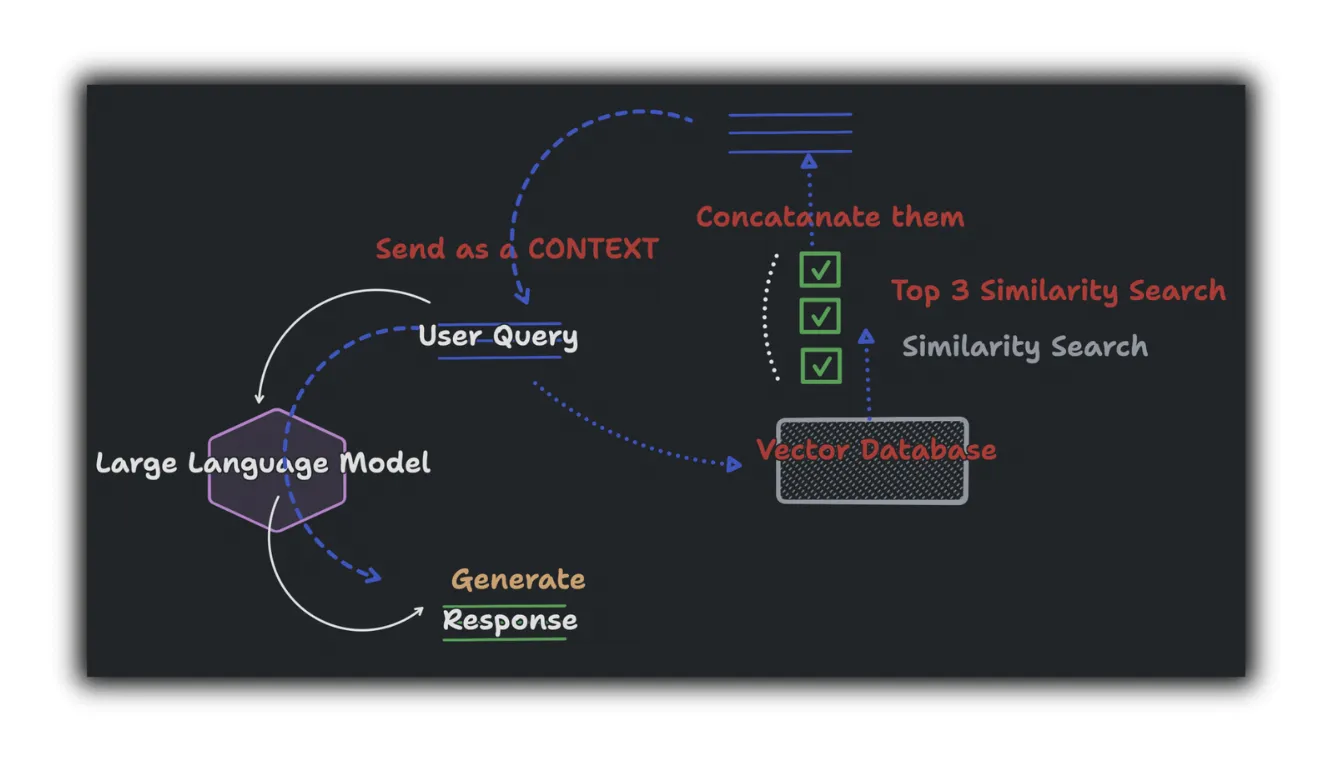 Concatanate them
Send as a CONTEXT
Top 3 Similarity Search
User Query
Similarity Search
Vector Database
Large Language Model
Generate
Response